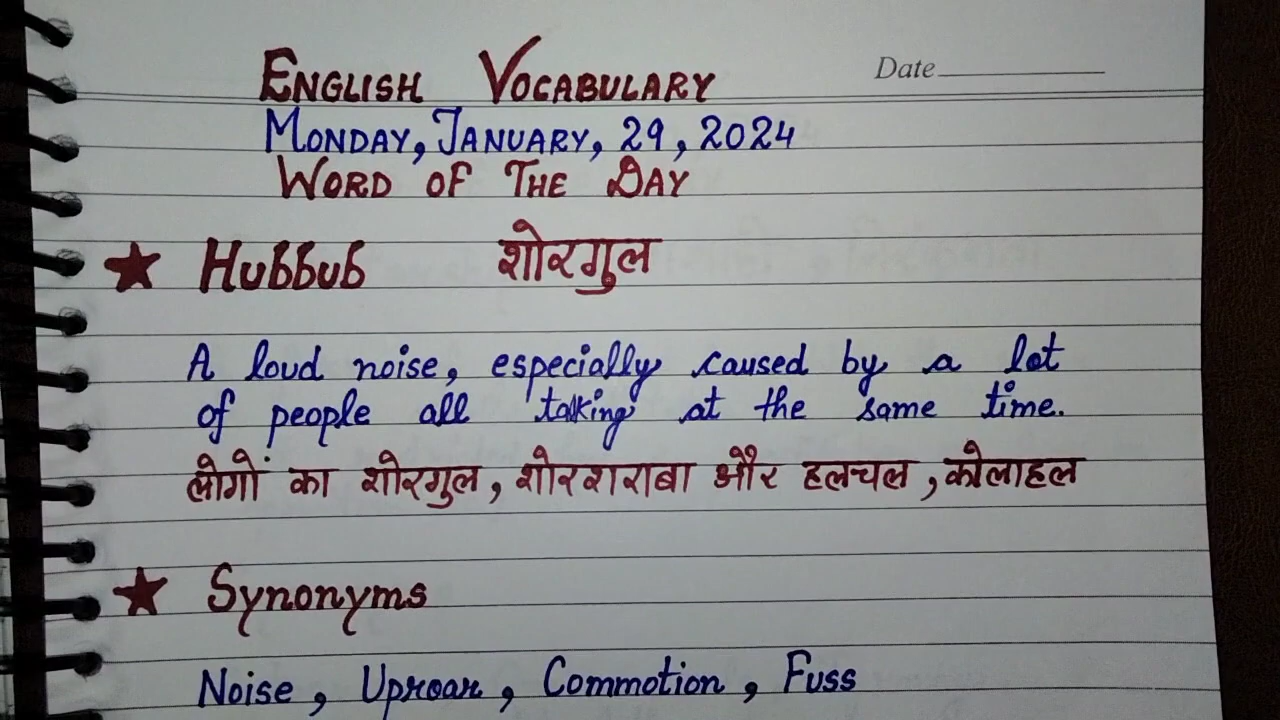 ENGLISH VOCABULARY
Date
MONDAY, JANUARY, 29, 2024
WORD OF THE DAY
★ Hubbub शोरगुल
A loud noise, especially caused by a lot
of people all talking at the same time.
लोगों का शोरगुल, शोरशराबा और हलचल, कोलाहल
★ Synonyms
Noise, Uproar, Commotion, Fuss